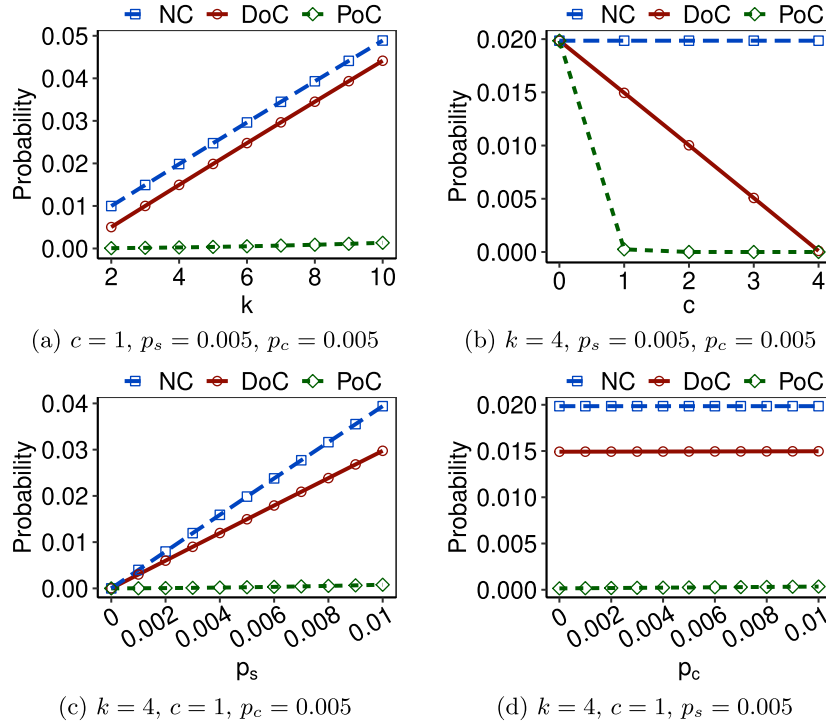 NC DoC PoC
0.05
0.04
0.03
0.02
0.01
0.00
Probability
2 4 6 8 10
k
(a) c = 1, p_s = 0.005, p_c = 0.005
NC DoC PoC
0.020
0.015
0.010
0.005
0.000
Probability
0 1 2 3 4
c
(b) k = 4, p_s = 0.005, p_c = 0.005
NC DoC PoC
0.04
0.03
0.02
0.01
0.00
Probability
0 0.002 0.004 0.006 0.008 0.01
p_s
(c) k = 4, c = 1, p_c = 0.005
NC DoC PoC
0.020
0.015
0.010
0.005
0.000
Probability
0 0.002 0.004 0.006 0.008 0.01
p_c
(d) k = 4, c = 1, p_s = 0.005